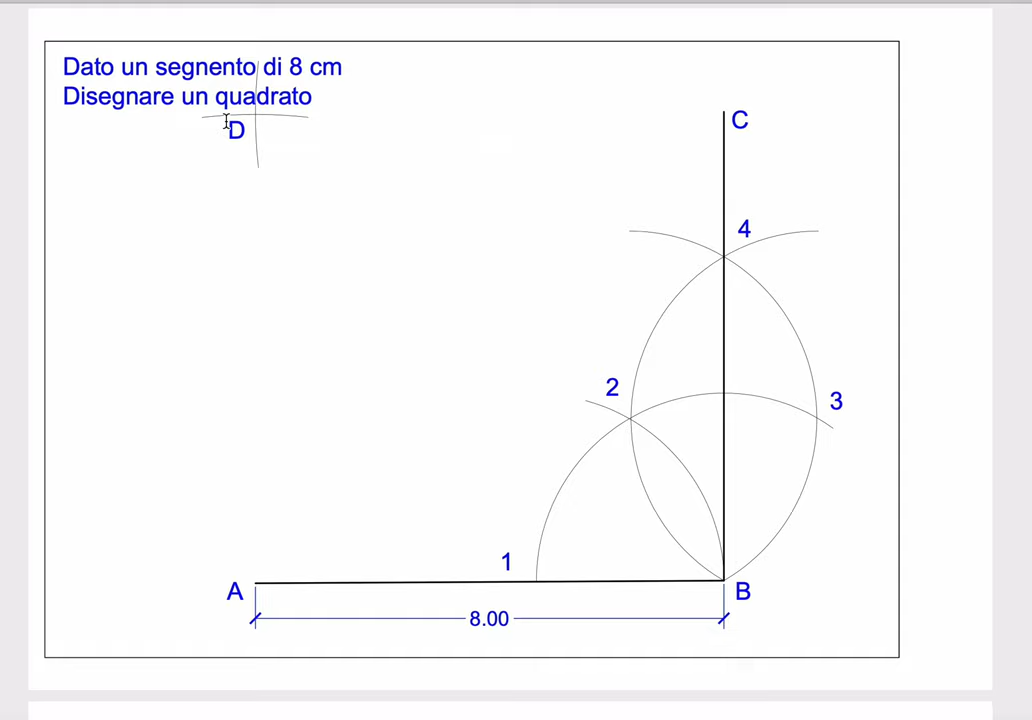 Dato un segnento di 8 cm
Disegnare un quadrato
D
C
4
2
3
1
A
B
8.00